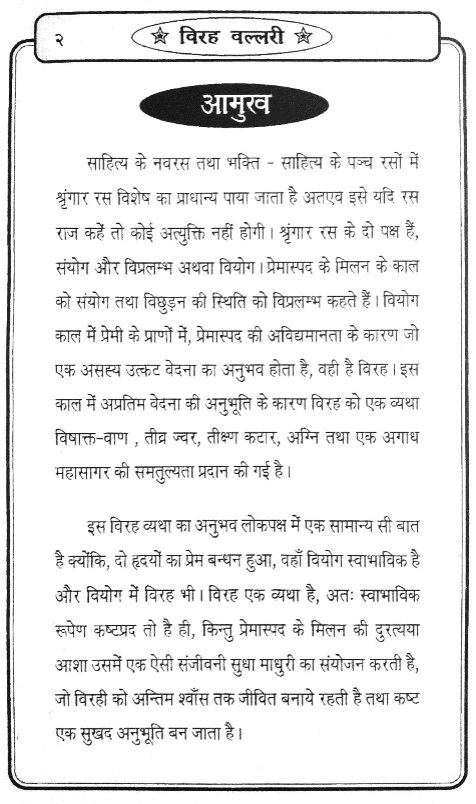 २
☆ विरह वल्लरी ☆
आमुख
साहित्य के नवरस तथा भक्ति - साहित्य के पञ्च रसों में
श्रृंगार रस विशेष का प्राधान्य पाया जाता है अतएव इसे यदि रस
राज कहें तो कोई अत्युक्ति नहीं होगी। श्रृंगार रस के दो पक्ष हैं,
संयोग और विप्रलम्भ अथवा वियोग। प्रेमास्पद के मिलन के काल
को संयोग तथा विछुड़न की स्थिति को विप्रलम्भ कहते हैं। वियोग
काल में प्रेमी के प्राणों में, प्रेमास्पद की अविद्यमानता के कारण जो
एक असह्य उत्कट वेदना का अनुभव होता है, वही है विरह। इस
काल में अप्रतिम वेदना की अनुभूति के कारण विरह को एक व्यथा
विषाक्त-वाण , तीव्र ज्वर, तीक्ष्ण कटार, अग्नि तथा एक अगाध
महासागर की समतुल्यता प्रदान की गई है।
इस विरह व्यथा का अनुभव लोकपक्ष में एक सामान्य सी बात
है क्योंकि, दो हृदयों का प्रेम बन्धन हुआ, वहाँ वियोग स्वाभाविक है
और वियोग में विरह भी। विरह एक व्यथा है, अतः स्वाभाविक
रूपेण कष्टप्रद तो है ही, किन्तु प्रेमास्पद के मिलन की दुरत्यया
आशा उसमें एक ऐसी संजीवनी सुधा माधुरी का संयोजन करती है,
जो विरही को अन्तिम श्वाँस तक जीवित बनाये रहती है तथा कष्ट
एक सुखद अनुभूति बन जाता है।